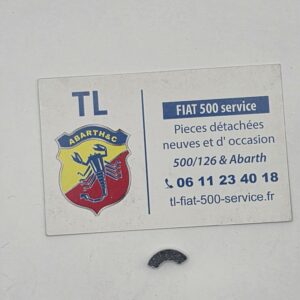 TL
ABARTH&C
FIAT 500 service
Pieces détachées
neuves et d' occasion
500/126 & Abarth
06 11 23 40 18
tl-fiat-500-service.fr